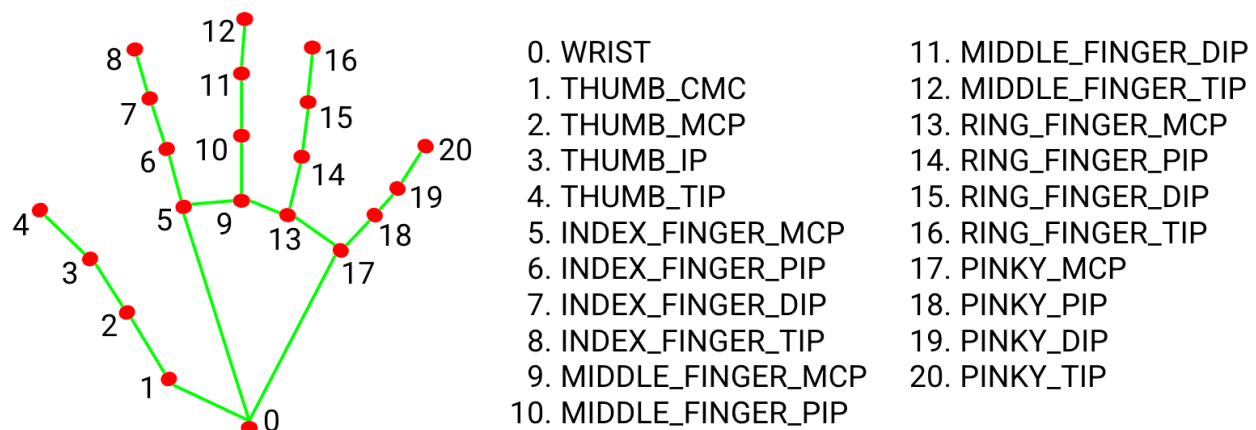 12
8
16
11
7
15
10
6
20
14
19
4
5
9
13
18
3
17
2
1
0
0. WRIST
1. THUMB_CMC
2. THUMB_MCP
3. THUMB_IP
4. THUMB_TIP
5. INDEX_FINGER_MCP
6. INDEX_FINGER_PIP
7. INDEX_FINGER_DIP
8. INDEX_FINGER_TIP
9. MIDDLE_FINGER_MCP
10. MIDDLE_FINGER_PIP
11. MIDDLE_FINGER_DIP
12. MIDDLE_FINGER_TIP
13. RING_FINGER_MCP
14. RING_FINGER_PIP
15. RING_FINGER_DIP
16. RING_FINGER_TIP
17. PINKY_MCP
18. PINKY_PIP
19. PINKY_DIP
20. PINKY_TIP